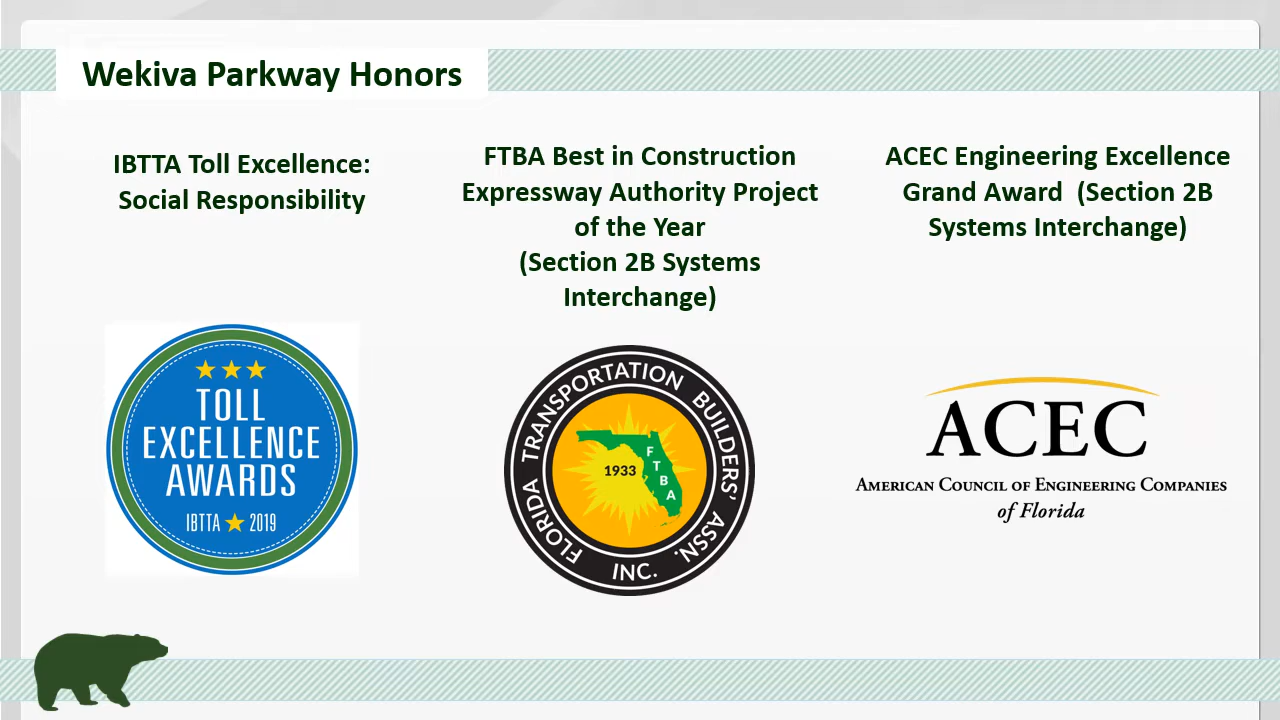 Wekiva Parkway Honors
IBTTA Toll Excellence:
Social Responsibility
FTBA Best in Construction
Expressway Authority Project
of the Year
(Section 2B Systems
Interchange)
ACEC Engineering Excellence
Grand Award (Section 2B
Systems Interchange)
TOLL
EXCELLENCE
AWARDS
IBTTA 2019
FLORIDA TRANSPORTATION BUILDERS' ASSN. INC.
1933
FTBA
ACEC
AMERICAN COUNCIL OF ENGINEERING COMPANIES
of Florida